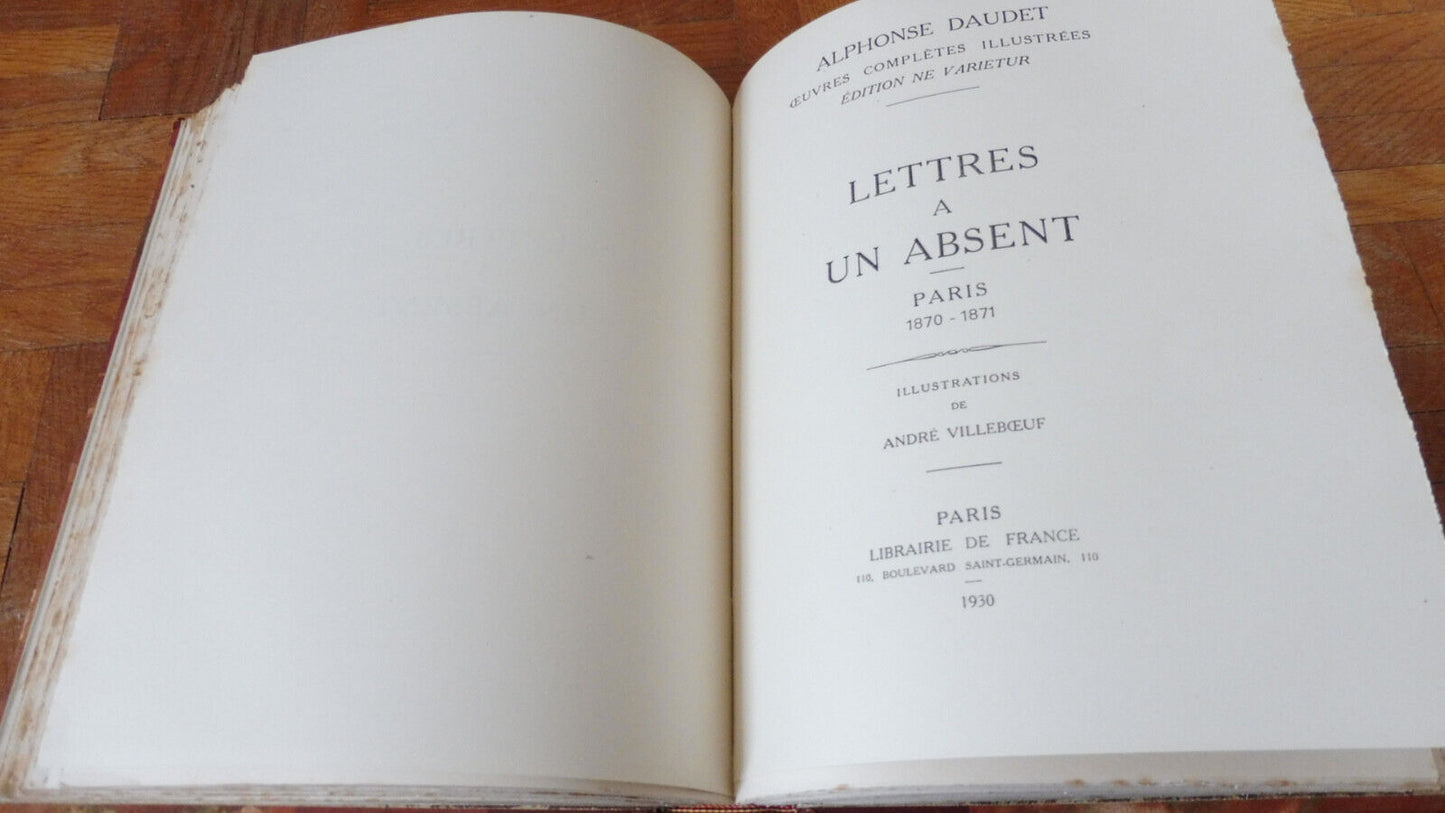 ALPHONSE DAUDET
ŒUVRES COMPLÈTES ILLUSTRÉES
ÉDITION NE VARIETUR
LETTRES
A
UN ABSENT
PARIS
1870 - 1871
ILLUSTRATIONS
DE
ANDRÉ VILLEBŒUF
PARIS
LIBRAIRIE DE FRANCE
110, BOULEVARD SAINT-GERMAIN, 110
1930